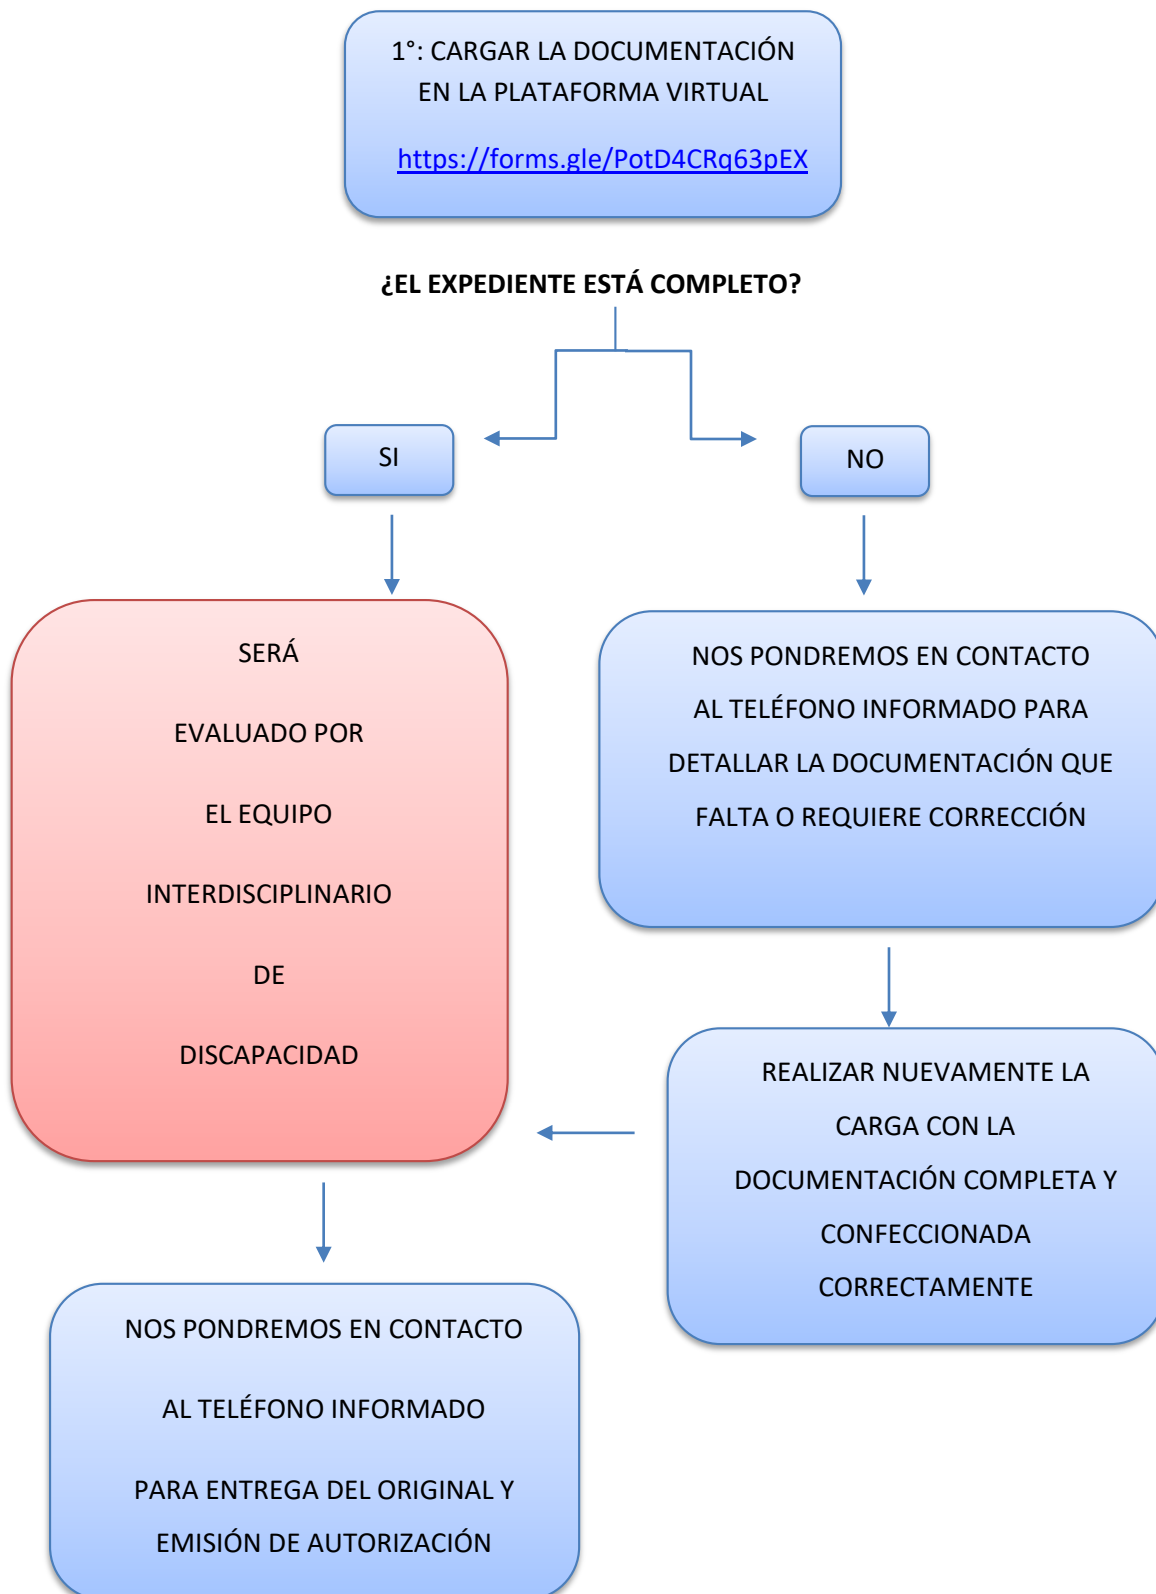 1°: CARGAR LA DOCUMENTACIÓN
EN LA PLATAFORMA VIRTUAL
https://forms.gle/PotD4CRq63pEX
¿EL EXPEDIENTE ESTÁ COMPLETO?
SI
NO
SERÁ
EVALUADO POR
EL EQUIPO
INTERDISCIPLINARIO
DE
DISCAPACIDAD
NOS PONDREMOS EN CONTACTO
AL TELÉFONO INFORMADO PARA
DETALLAR LA DOCUMENTACIÓN QUE
FALTA O REQUIERE CORRECCIÓN
REALIZAR NUEVAMENTE LA
CARGA CON LA
DOCUMENTACIÓN COMPLETA Y
CONFECCIONADA
CORRECTAMENTE
NOS PONDREMOS EN CONTACTO
AL TELÉFONO INFORMADO
PARA ENTREGA DEL ORIGINAL Y
EMISIÓN DE AUTORIZACIÓN